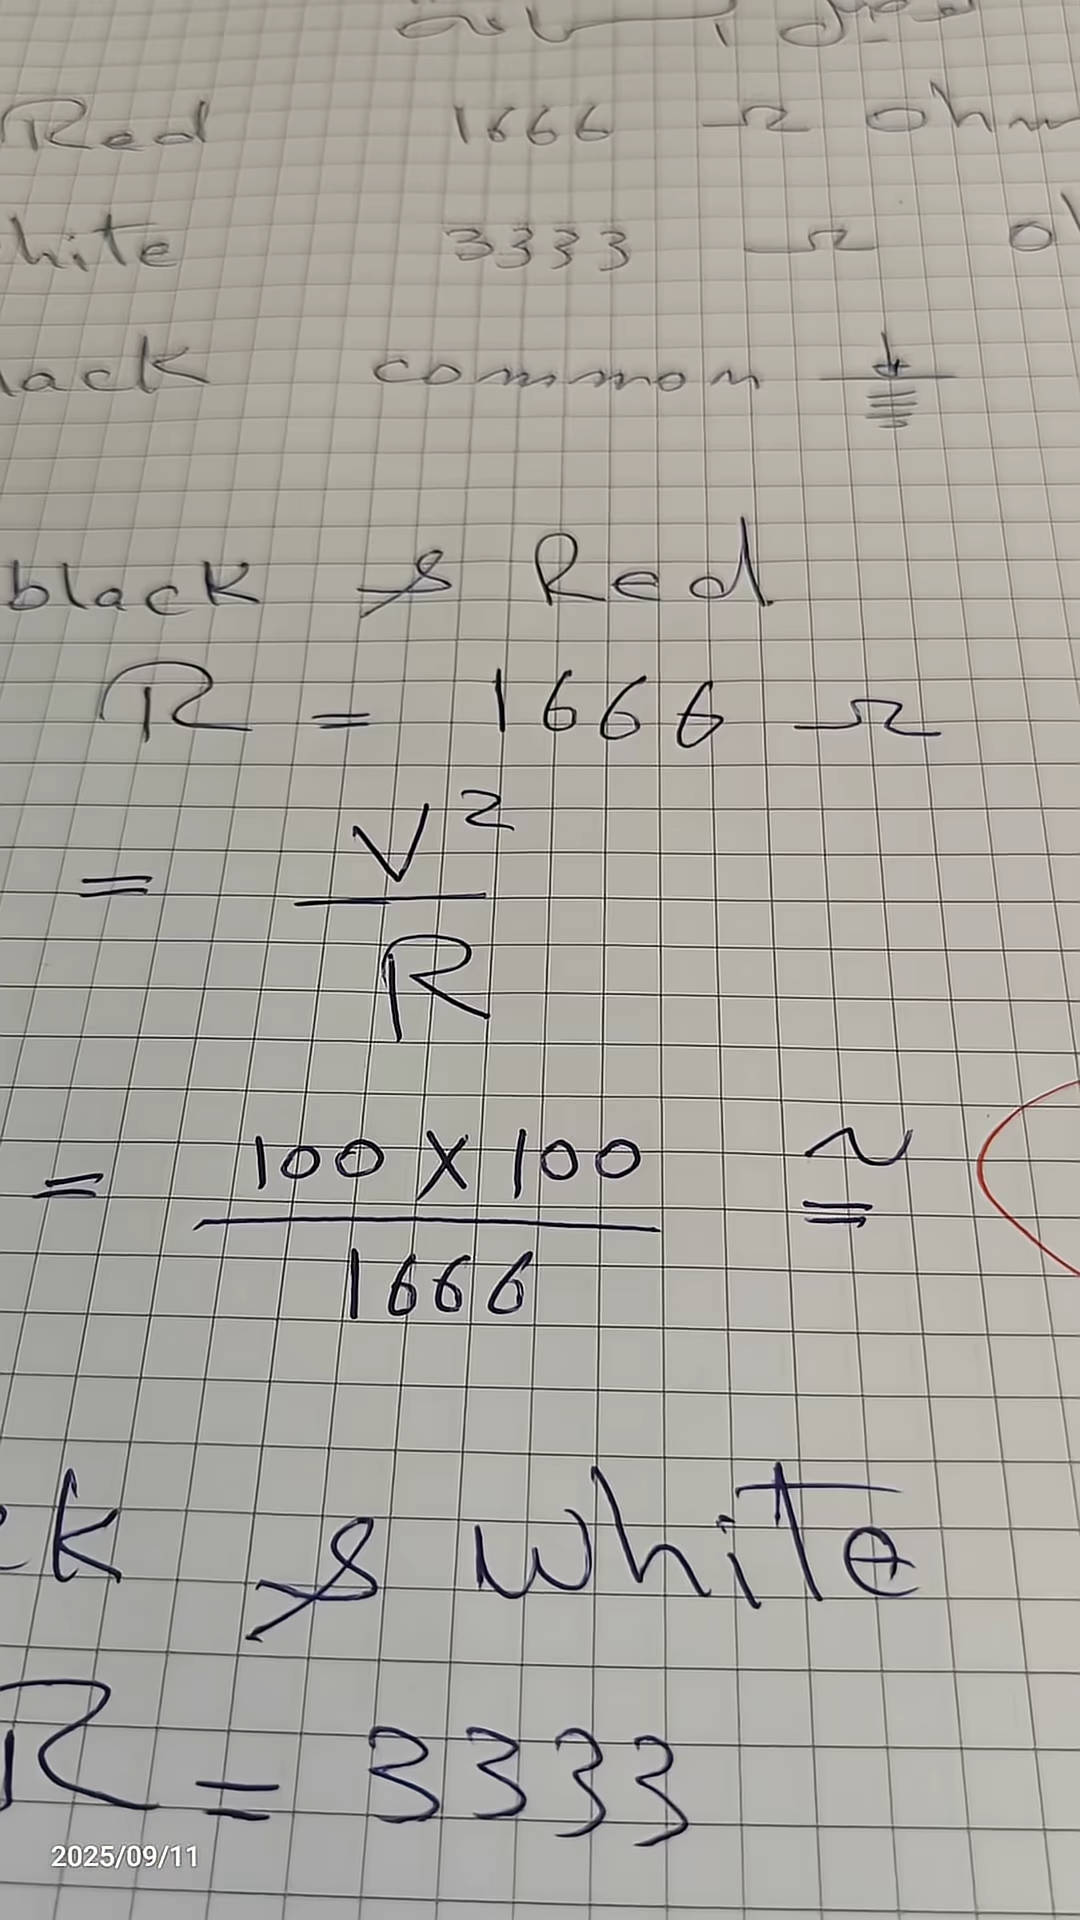 Red 1666 Ω ohm
hite 3333 Ω
ack common
black & Red
R = 1666 Ω
= V²
R
= 100 X 100 ≅
1666
ck & white
R = 3333
2025/09/11